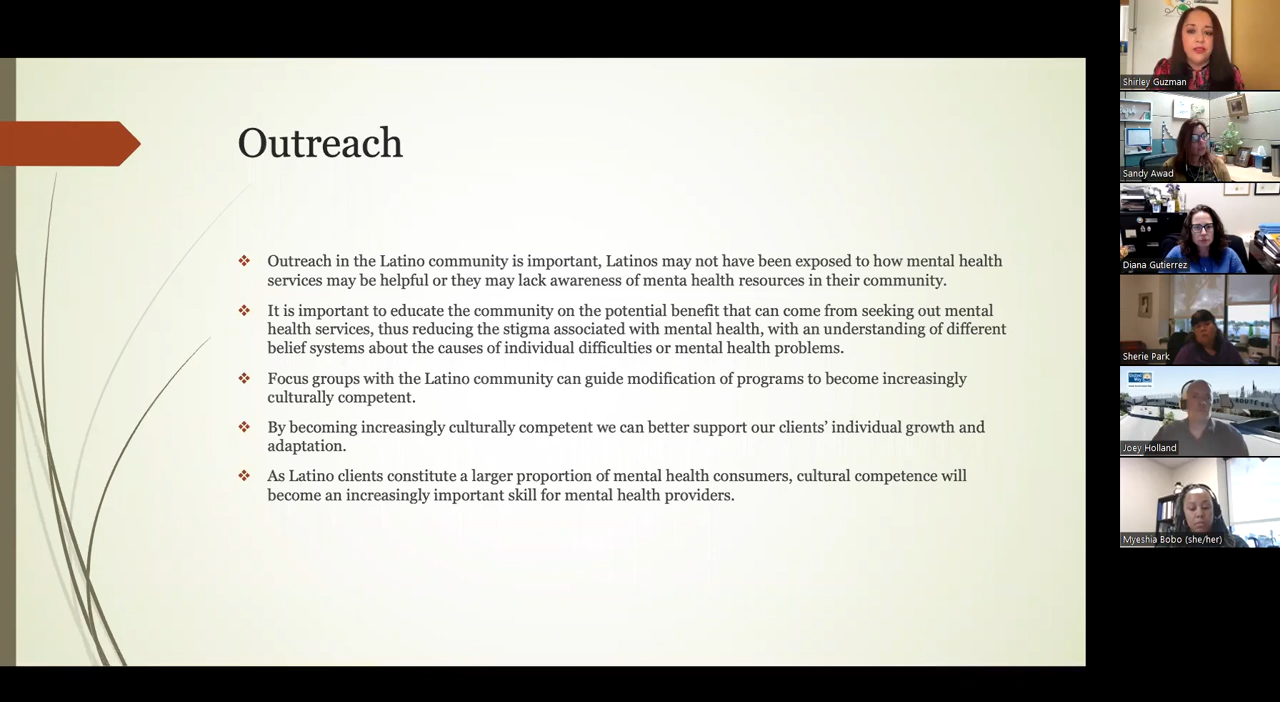 Outreach
Outreach in the Latino community is important, Latinos may not have been exposed to how mental health
services may be helpful or they may lack awareness of menta health resources in their community.
It is important to educate the community on the potential benefit that can come from seeking out mental
health services, thus reducing the stigma associated with mental health, with an understanding of different
belief systems about the causes of individual difficulties or mental health problems.
Focus groups with the Latino community can guide modification of programs to become increasingly
culturally competent.
By becoming increasingly culturally competent we can better support our clients' individual growth and
adaptation.
As Latino clients constitute a larger proportion of mental health consumers, cultural competence will
become an increasingly important skill for mental health providers.
Shirley Guzman
Sandy Awad
Diana Gutierrez
Sherie Park
Joey Holland
Myeshia Bobo (she/her)